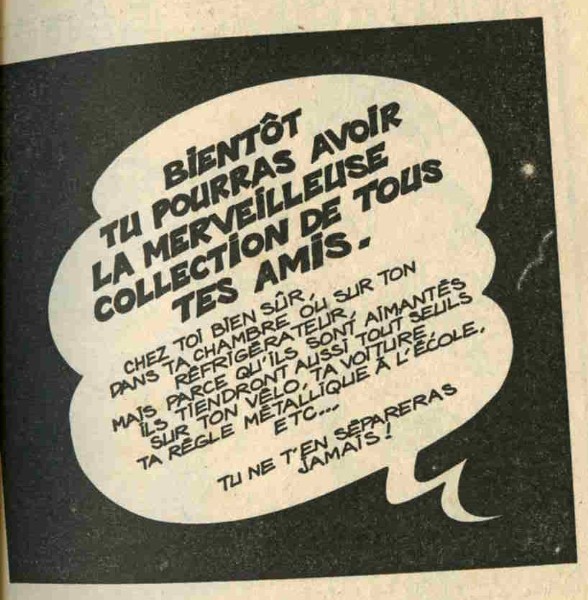 BIENTÔT
TU POURRAS AVOIR
LA MERVEILLEUSE
COLLECTION DE TOUS
TES AMIS.
CHEZ TOI BIEN SÛR,
DANS TA CHAMBRE OÙ SUR TON
RÉFRIGÉRATEUR,
MAIS PARCE QU'ILS SONT AIMANTÉS
ILS TIENDRONT AUSSI TOUT SEULS
SUR TON VÉLO, TA VOITURE,
TA RÈGLE MÉTALLIQUE À L'ÉCOLE,
ETC...
TU NE T'EN SÉPARERAS
JAMAIS!